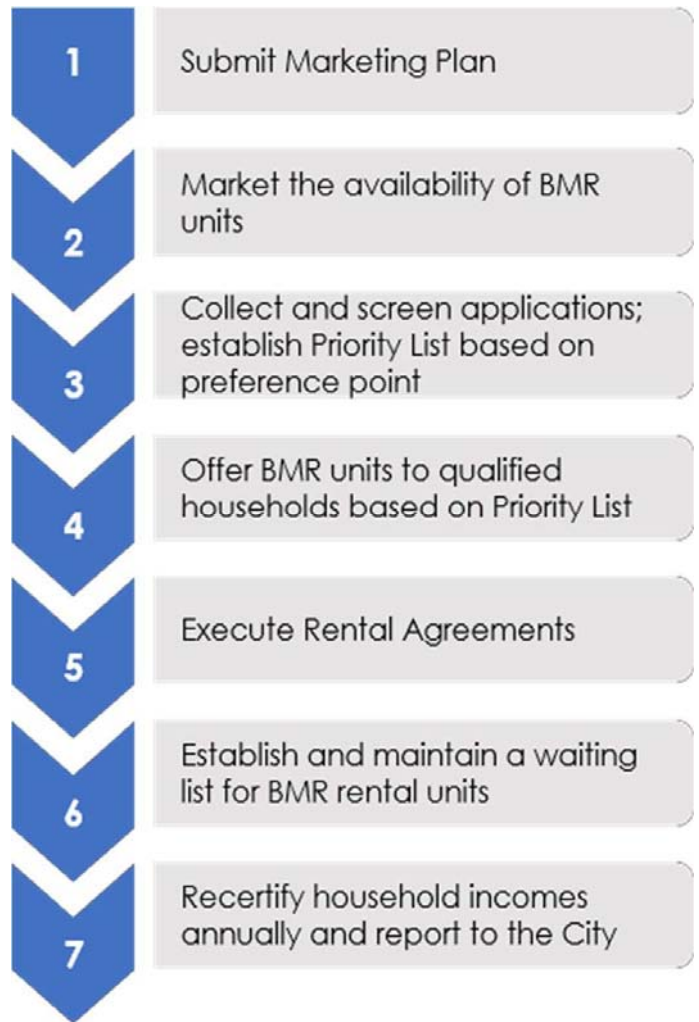 1
Submit Marketing Plan
2
Market the availability of BMR
units
3
Collect and screen applications;
establish Priority List based on
preference point
4
Offer BMR units to qualified
households based on Priority List
5
Execute Rental Agreements
6
Establish and maintain a waiting
list for BMR rental units
7
Recertify household incomes
annually and report to the City